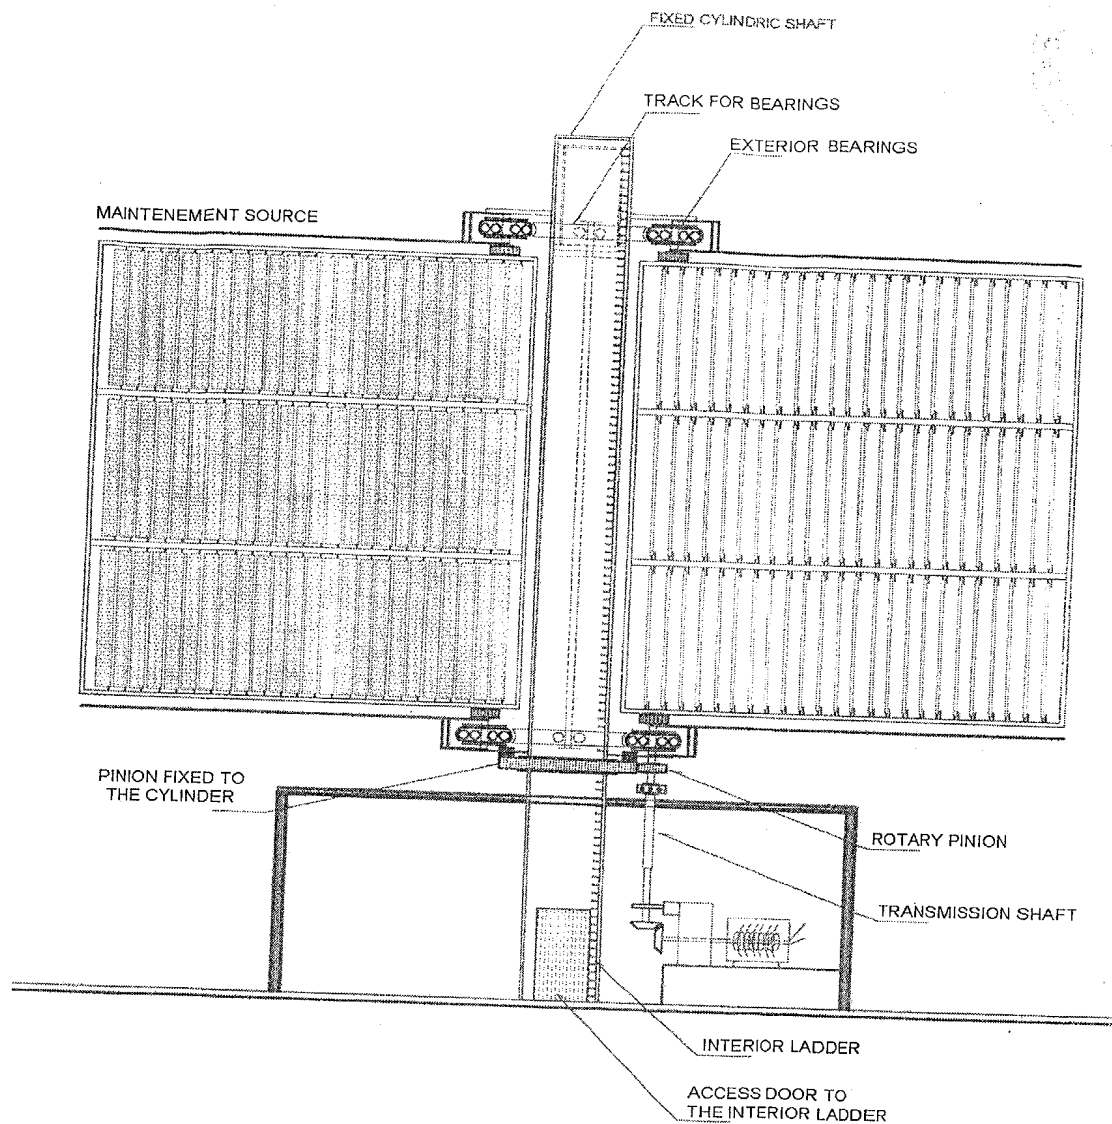 FIXED CYLINDRIC SHAFT
TRACK FOR BEARINGS
EXTERIOR BEARINGS
MAINTENEMENT SOURCE
PINION FIXED TO
THE CYLINDER
ROTARY PINION
TRANSMISSION SHAFT
INTERIOR LADDER
ACCESS DOOR TO
THE INTERIOR LADDER